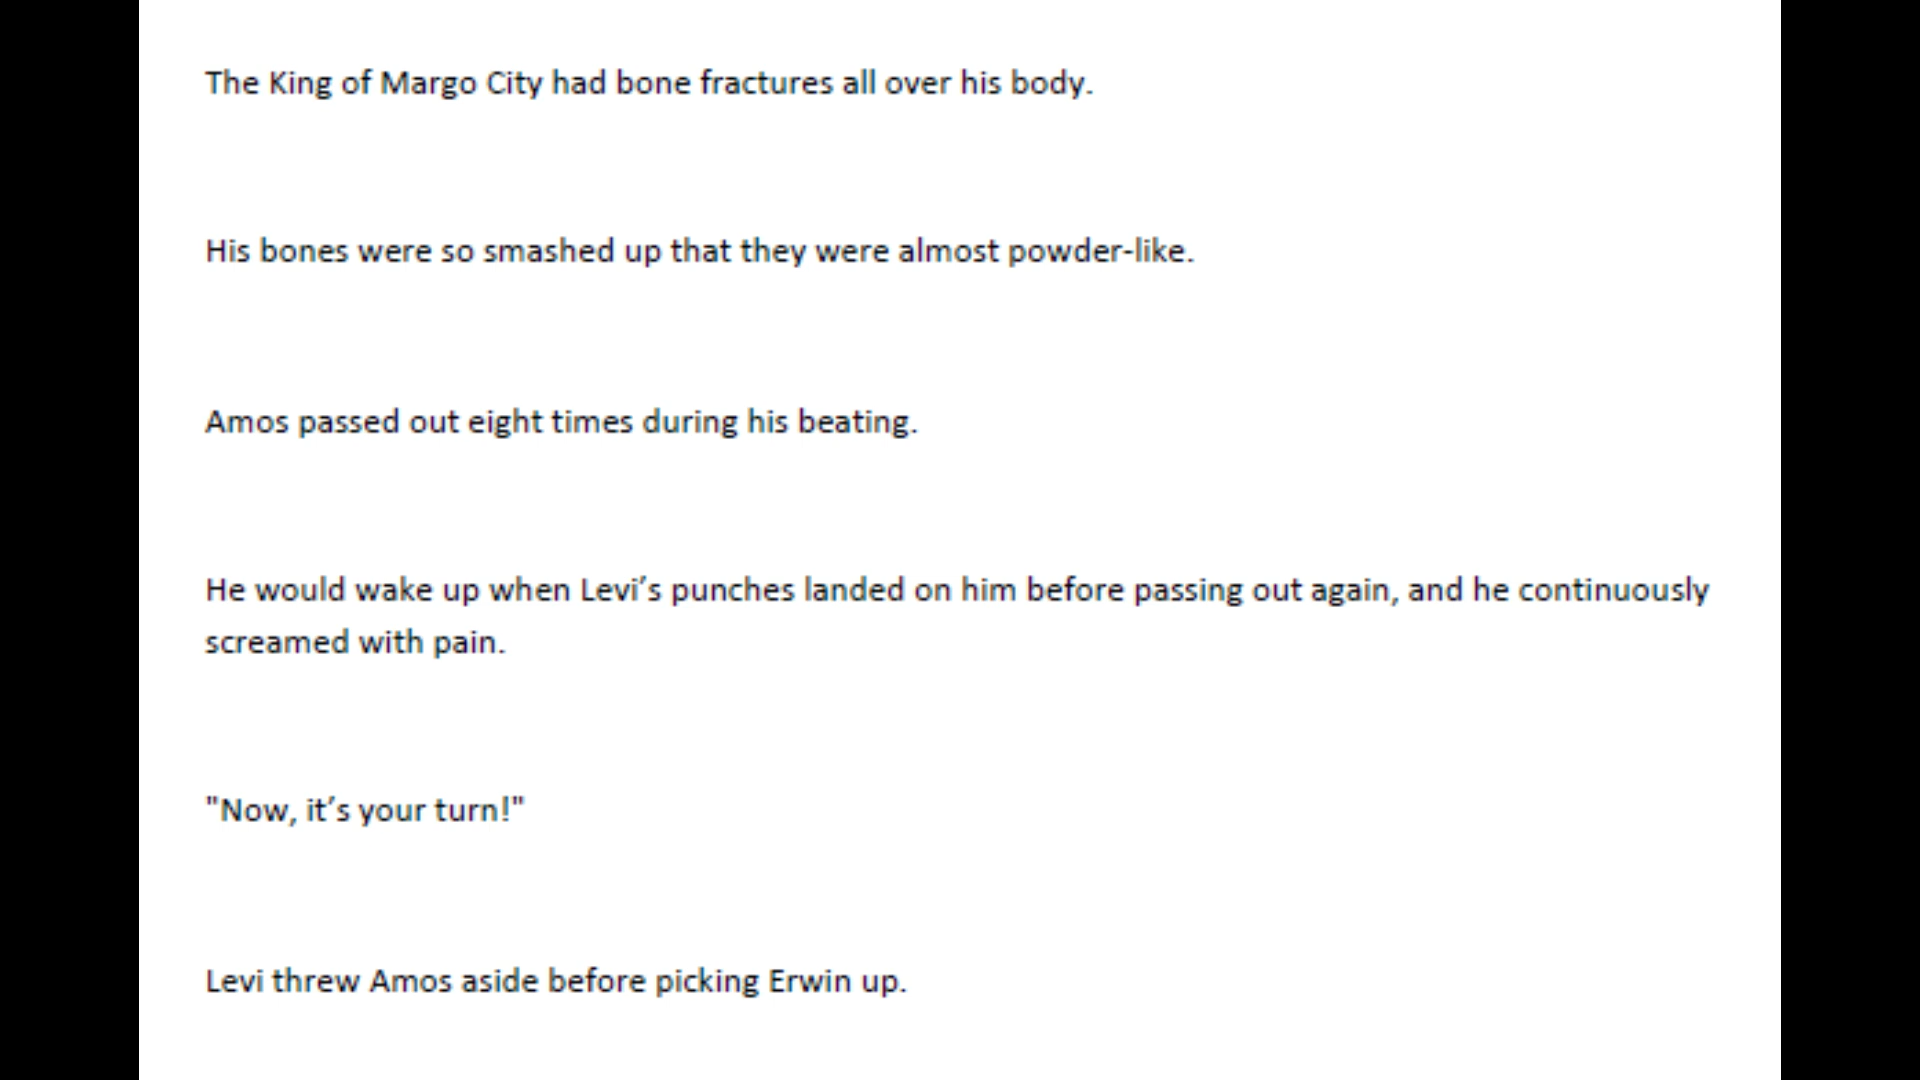 The King of Margo City had bone fractures all over his body.
His bones were so smashed up that they were almost powder-like.
Amos passed out eight times during his beating.
He would wake up when Levi’s punches landed on him before passing out again, and he continuously
screamed with pain.
"Now, it’s your turn!"
Levi threw Amos aside before picking Erwin up.